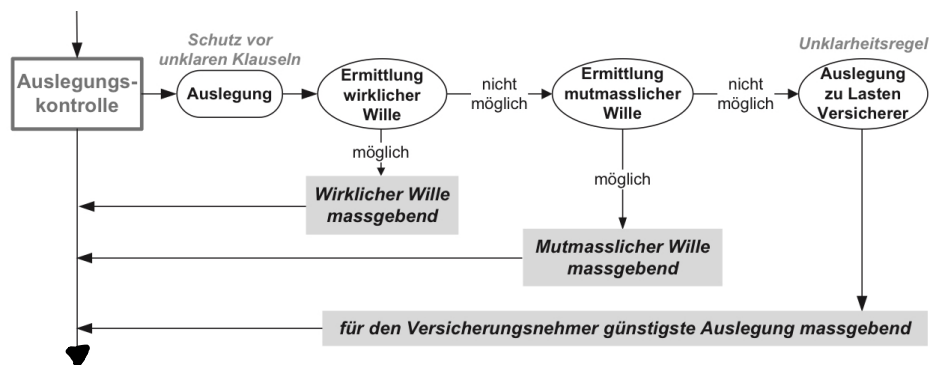 Schutz vor
unklaren Klauseln
Unklarheitsregel
Auslegungs-
kontrolle
Auslegung
Ermittlung
wirklicher
Wille
nicht
möglich
Ermittlung
mutmasslicher
Wille
nicht
möglich
Auslegung
zu Lasten
Versicherer
möglich
möglich
Wirklicher Wille
massgebend
Mutmasslicher Wille
massgebend
für den Versicherungsnehmer günstigste Auslegung massgebend